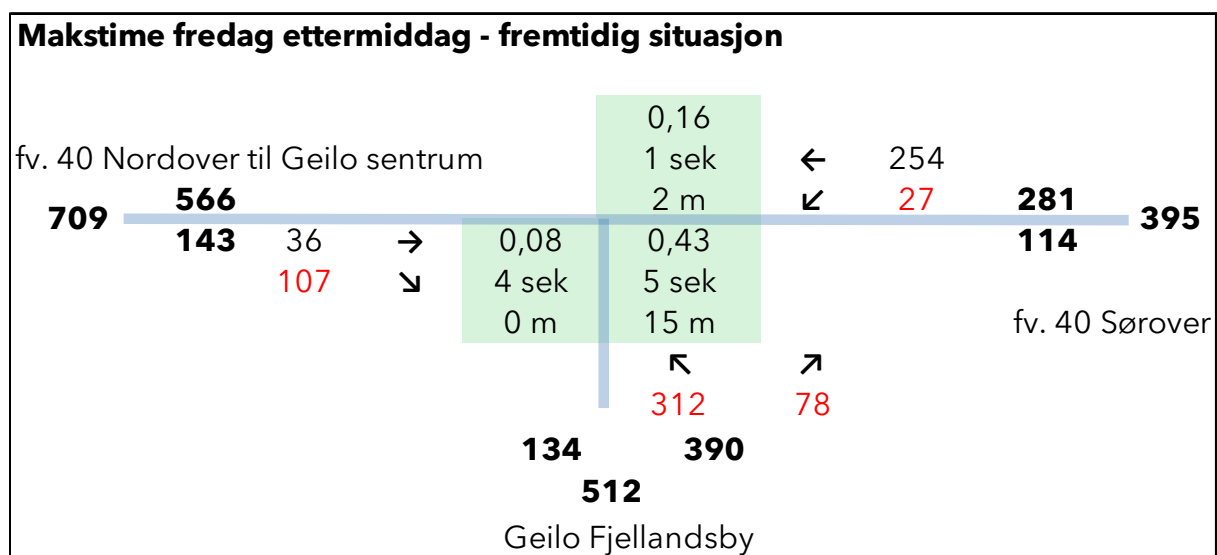 Makstime fredag ettermiddag - fremtidig situasjon
0,16
fv. 40 Nordover til Geilo sentrum 1 sek ← 254
566 2 m ↙ 27 281
709 395
143 36 → 0,08 0,43 114
107 ↘ 4 sek 5 sek
0 m 15 m fv. 40 Sørover
↖ ↗
312 78
134 390
512
Geilo Fjellandsby